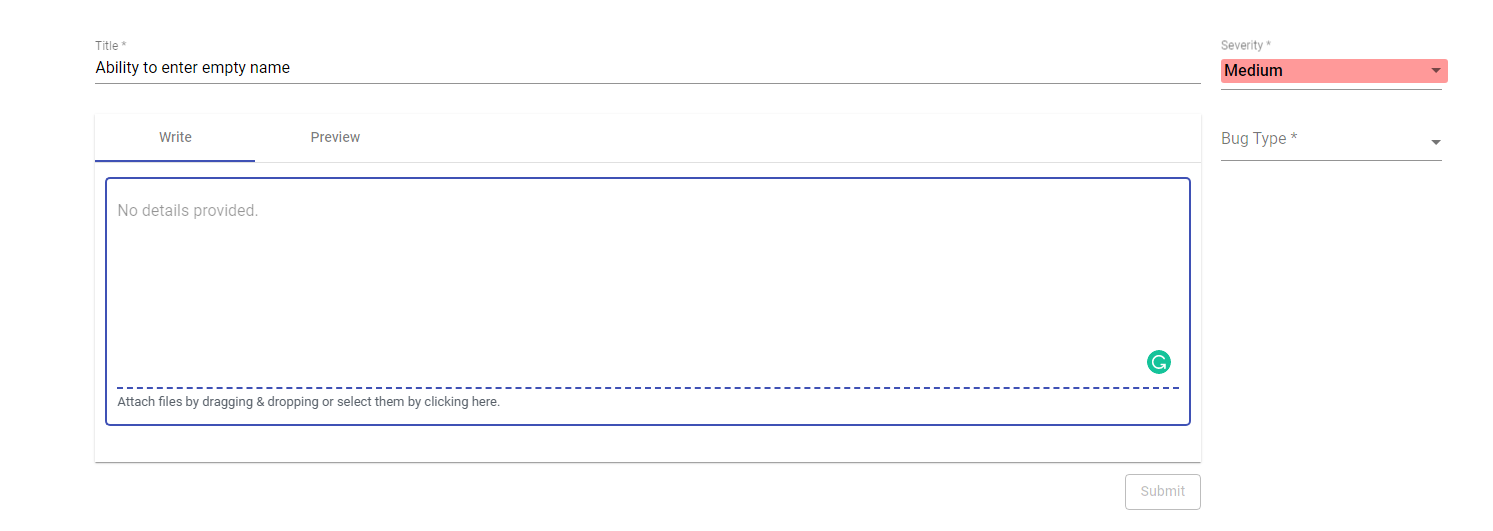 Title *
Ability to enter empty name
Severity *
Medium
Write
Preview
Bug Type *
No details provided.
Attach files by dragging & dropping or select them by clicking here.
Submit